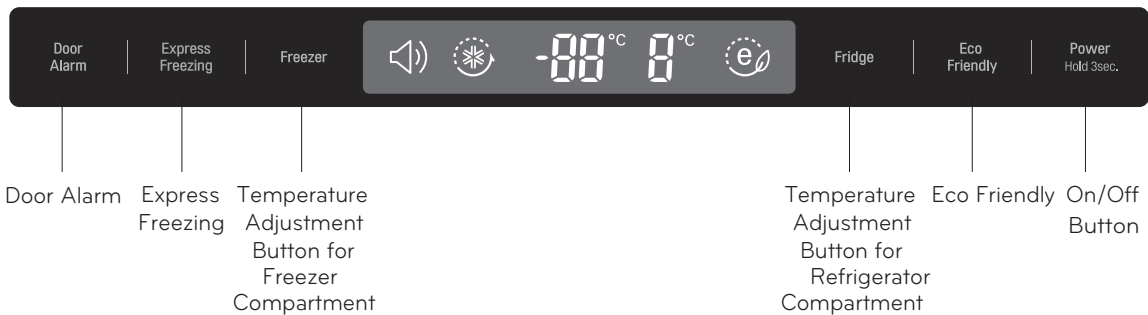 Door
Alarm
Express
Freezing
Freezer
-88°C 8°C
e
Fridge
Eco
Friendly
Power
Hold 3sec.
Door Alarm
Express
Freezing
Temperature
Adjustment
Button for
Freezer
Compartment
Temperature
Adjustment
Button for
Refrigerator
Compartment
Eco Friendly
On/Off
Button